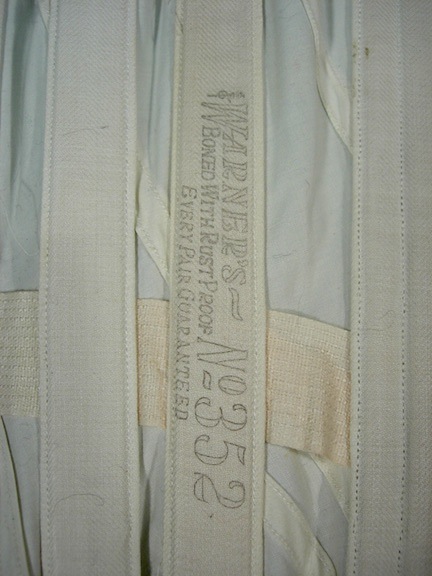 WARNER'S
BONED WITH RUST PROOF
EVERY PAIR GUARANTEED
No 352